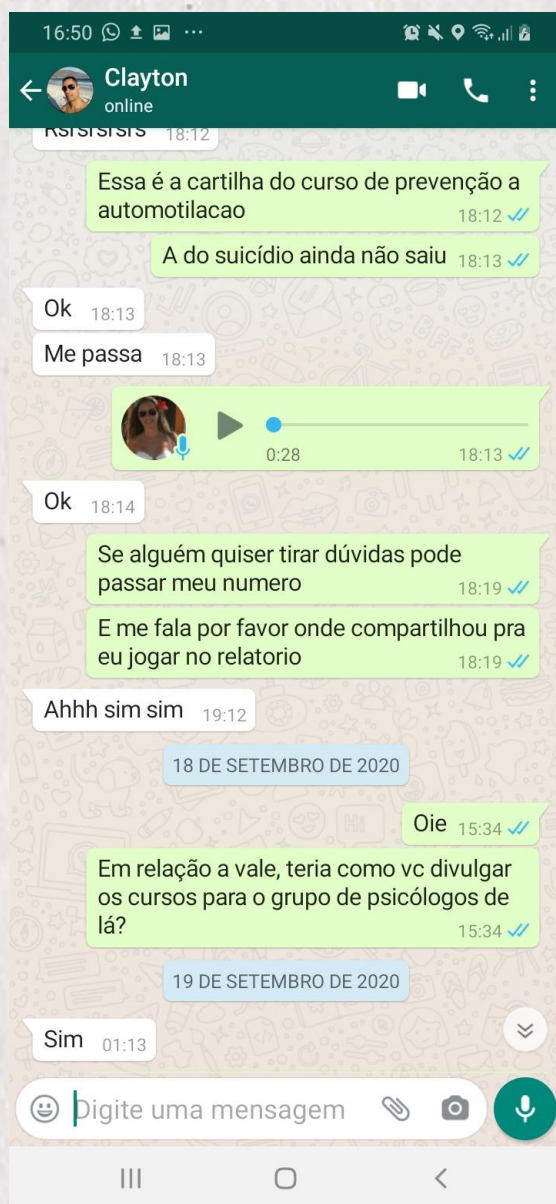 16:50
Clayton
online
Rsrsrsrsrs 18:12
Essa é a cartilha do curso de prevenção a
automotilacao 18:12
A do suicídio ainda não saiu 18:13
Ok 18:13
Me passa 18:13
0:28 18:13
Ok 18:14
Se alguém quiser tirar dúvidas pode
passar meu numero 18:19
E me fala por favor onde compartilhou pra
eu jogar no relatorio 18:19
Ahhh sim sim 19:12
18 DE SETEMBRO DE 2020
Oie 15:34
Em relação a vale, teria como vc divulgar
os cursos para o grupo de psicólogos de
lá? 15:34
19 DE SETEMBRO DE 2020
Sim 01:13
Digite uma mensagem